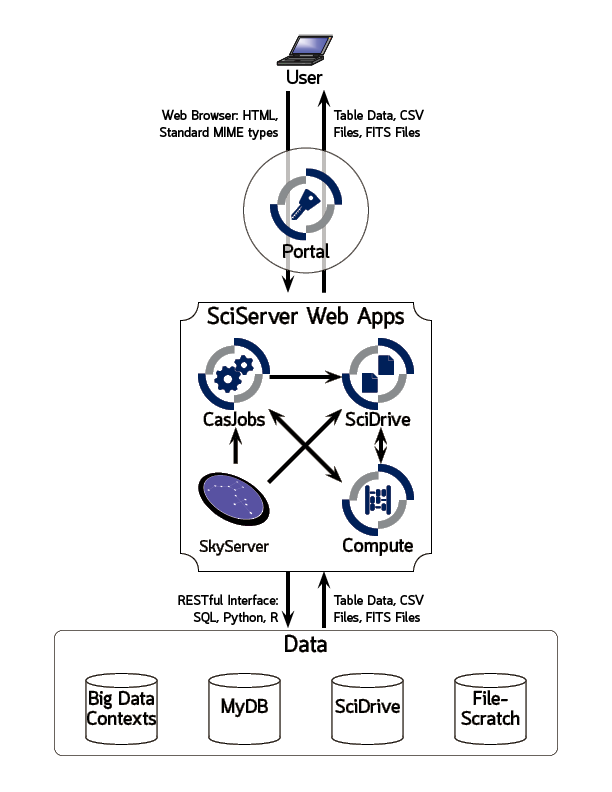 User
Web Browser: HTML,
Standard MIME types
Table Data, CSV
Files, FITS Files
Portal
SciServer Web Apps
CasJobs
SciDrive
SkyServer
Compute
RESTful Interface:
SQL, Python, R
Table Data, CSV
Files, FITS Files
Data
Big Data
Contexts
MyDB
SciDrive
File-
Scratch